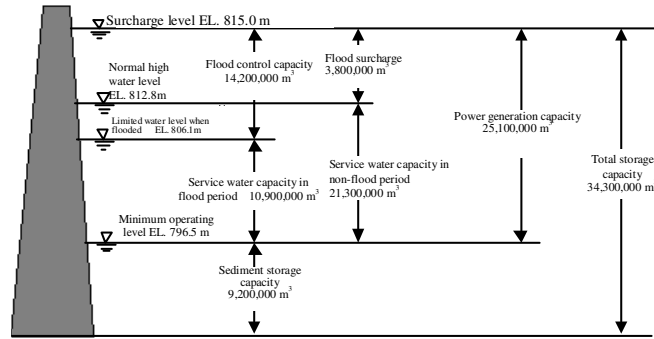 Surcharge level EL. 815.0 m
Normal high
water level
EL. 812.8m
Limited water level when
flooded EL. 806.1m
Flood control capacity
14,200,000 m³
Flood surcharge
3,800,000 m³
Power generation capacity
25,100,000 m³
Total storage
capacity
34,300,000 m³
Service water capacity in
flood period 10,900,000 m³
Service water capacity in
non-flood period
21,300,000 m³
Minimum operating
level EL. 796.5 m
Sediment storage
capacity
9,200,000 m³